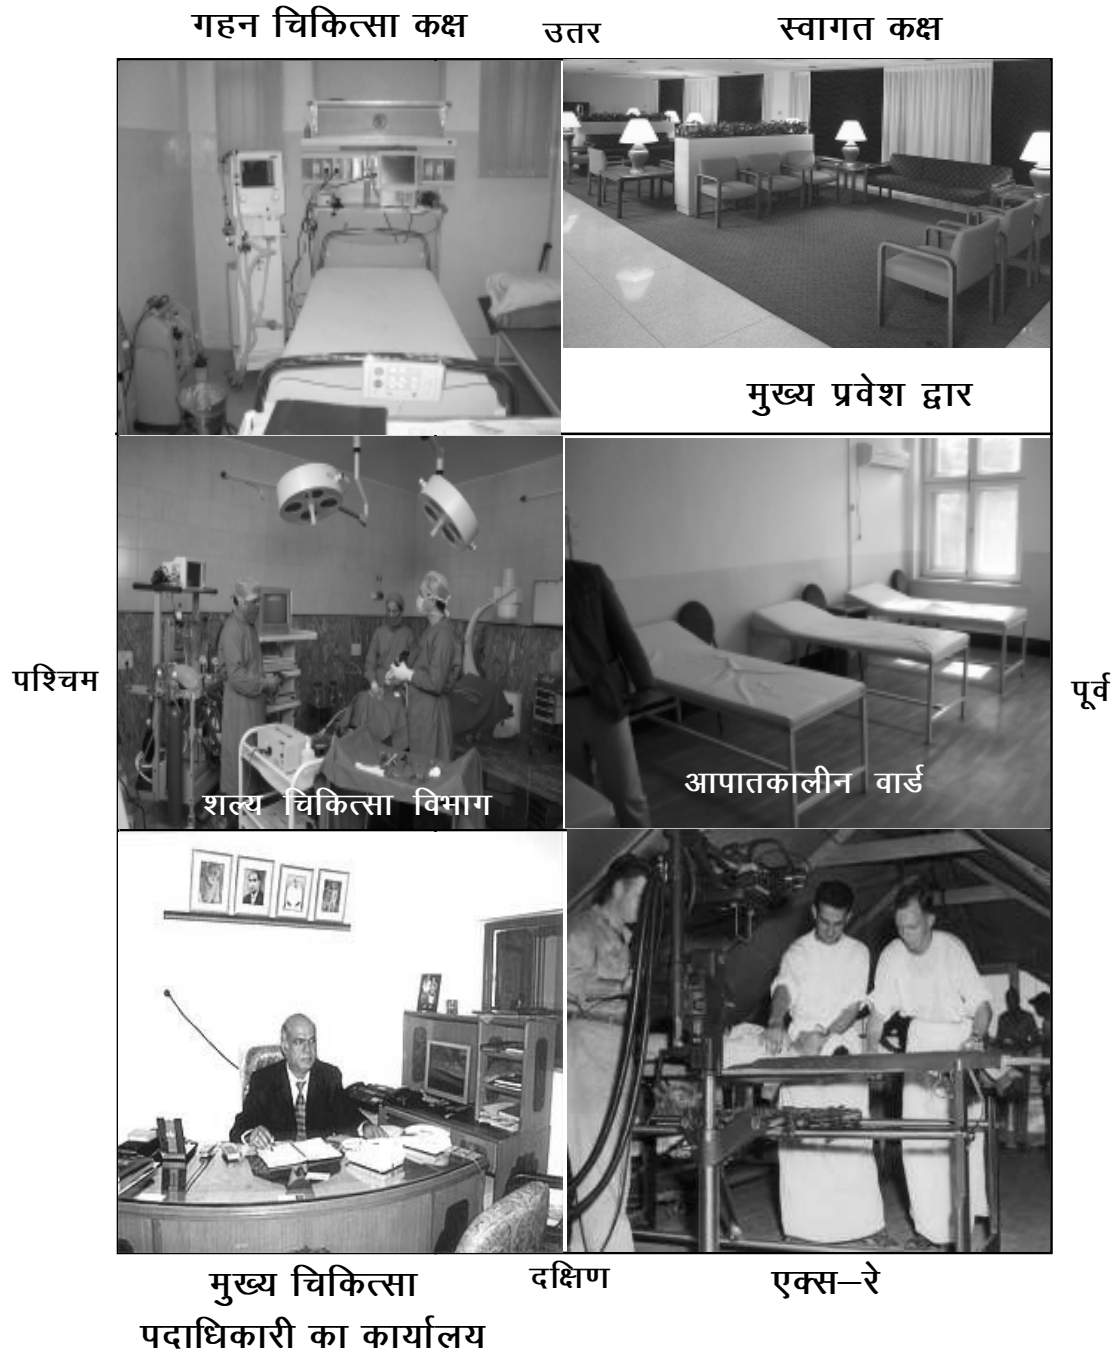 गहन चिकित्सा कक्ष
उतर
स्वागत कक्ष
मुख्य प्रवेश द्वार
पश्चिम
पूर्व
शल्य चिकित्सा विभाग
आपातकालीन वार्ड
मुख्य चिकित्सा
पदाधिकारी का कार्यालय
दक्षिण
एक्स–रे